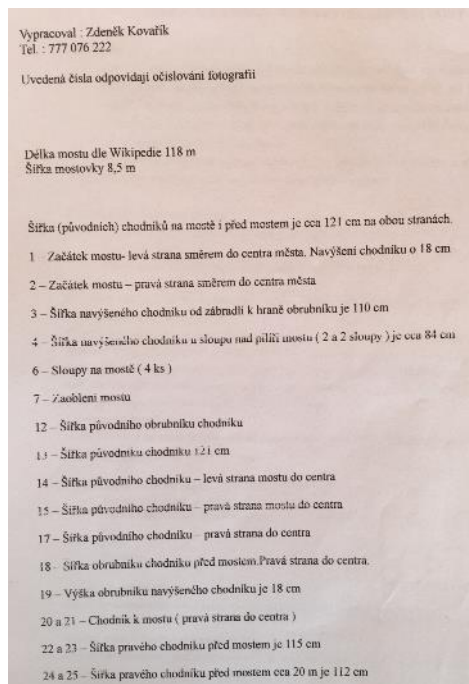 Vypracoval : Zdeněk Kovařík
Tel. : 777 076 222
Uvedená čísla odpovídají očíslování fotografií
Délka mostu dle Wikipedie 118 m
Šířka mostovky 8,5 m
Šířka (původních) chodníků na mostě i před mostem je cca 121 cm na obou stranách.
1 – Začátek mostu- levá strana směrem do centra města. Navýšení chodníku o 18 cm
2 – Začátek mostu – pravá strana směrem do centra města
3 – Šířka navýšeného chodníku od zábradlí k hraně obrubníku je 110 cm
4 – Šířka navýšeného chodníku u sloupu nad pilíři mostu ( 2 a 2 sloupy ) je cca 84 cm
6 – Sloupy na mostě ( 4 ks )
7 – Zaoblení mostu
12 – Šířka původního obrubníku chodníku
13 – Šířka původního chodníku 121 cm
14 – Šířka původního chodníku – levá strana mostu do centra
15 – Šířka původního chodníku – pravá strana mostu do centra
17 – Šířka původního chodníku – pravá strana do centra
18 – Šířka obrubníku chodníku před mostem.Pravá strana do centra.
19 – Výška obrubníku navýšeného chodníku je 18 cm
20 a 21 – Chodník k mostu ( pravá strana do centra )
22 a 23 – Šířka pravého chodníku před mostem je 115 cm
24 a 25 – Šířka pravého chodníku před mostem cca 20 m je 112 cm